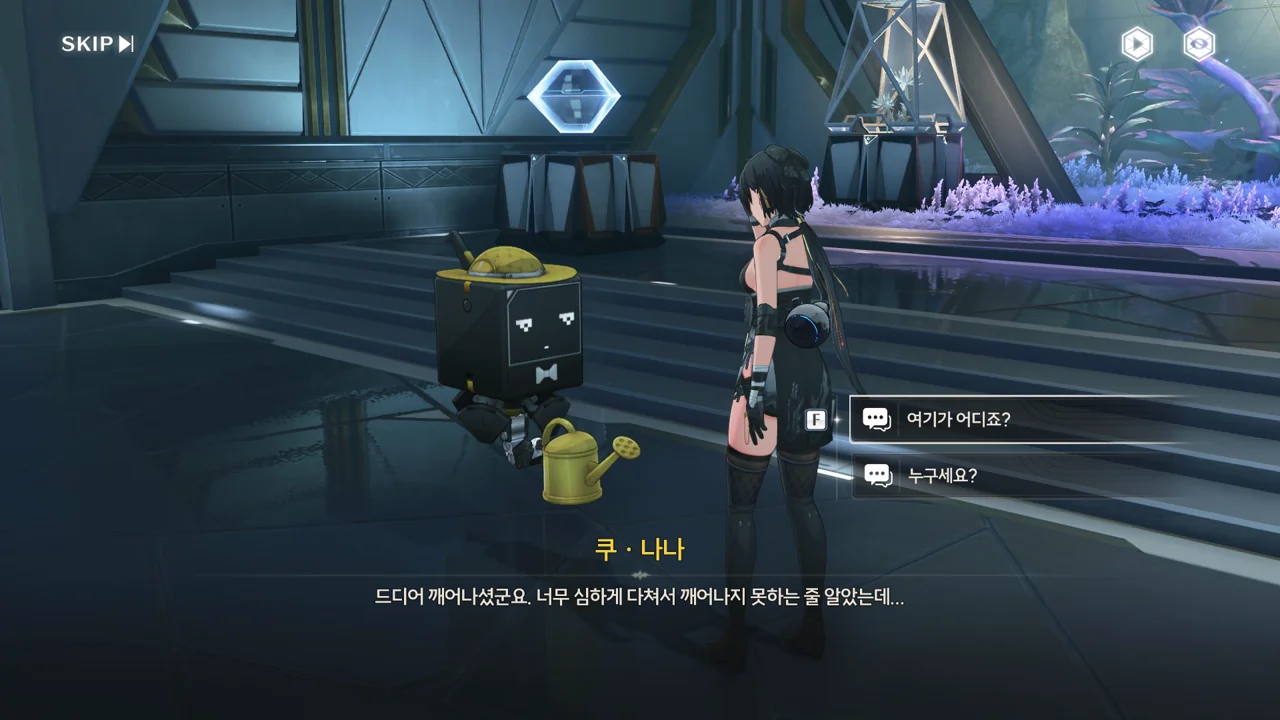 SKIP
F
여기가 어디죠?
누구세요?
쿠 · 나나
드디어 깨어나셨군요. 너무 심하게 다쳐서 깨어나지 못하는 줄 알았는데...